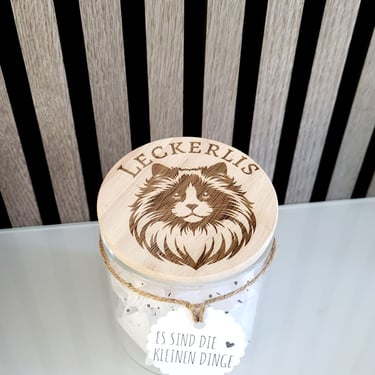 LECKERLIS
ES SIND DIE
KLEINEN DINGE